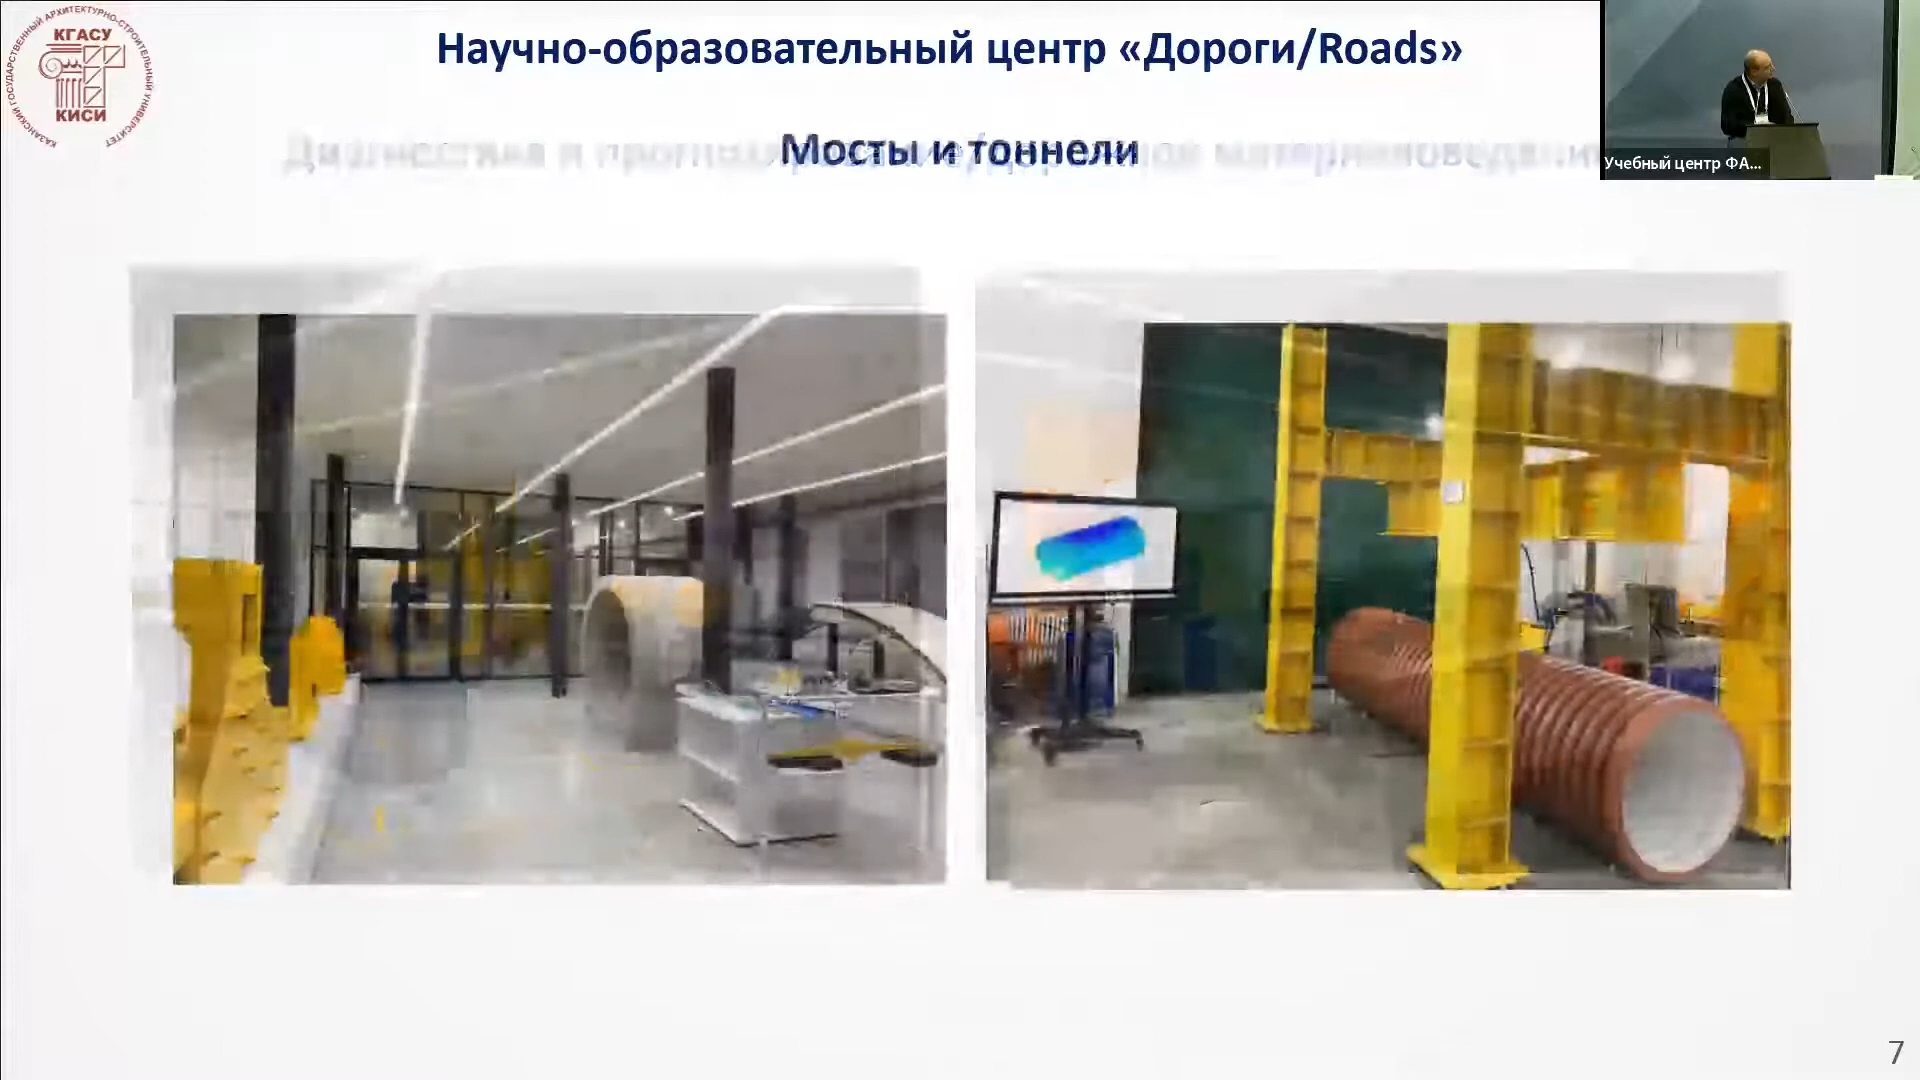 КАЗАНСКИЙ ГОСУДАРСТВЕННЫЙ АРХИТЕКТУРНО-СТРОИТЕЛЬНЫЙ УНИВЕРСИТЕТ
КГАСУ
КИСИ
Научно-образовательный центр «Дороги/Roads»
Мосты и тоннели
Учебный центр ФА...
7